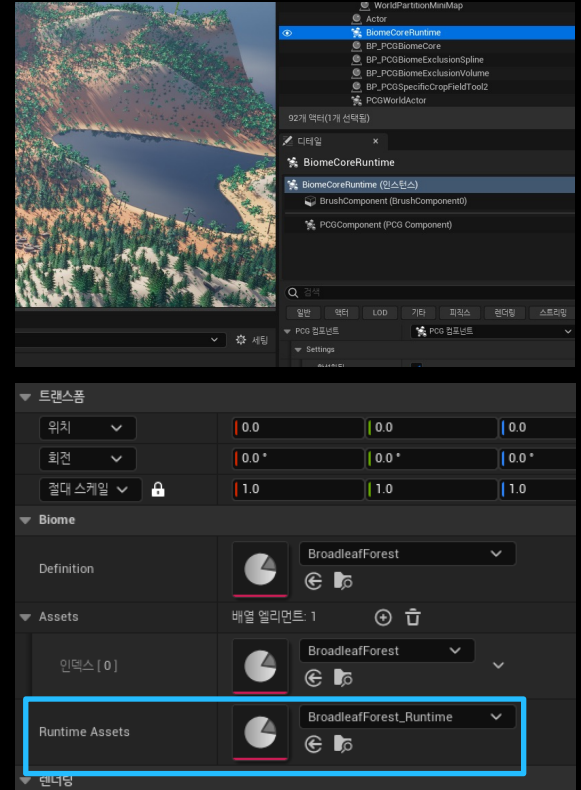 WorldPartitionMiniMap
Actor
BiomeCoreRuntime
BP_PCGBiomeCore
BP_PCGBiomeExclusionSpline
BP_PCGBiomeExclusionVolume
BP_PCGSpecificCropFieldTool2
PCGWorldActor
92개 액터(1개 선택됨)
디테일 ×
BiomeCoreRuntime
BiomeCoreRuntime (인스턴스)
BrushComponent (BrushComponent0)
PCGComponent (PCG Component)
검색
일반 액터 LOD 기타 피직스 렌더링 스트리밍
PCG 컴포넌트 PCG 컴포넌트
세팅 Settings
트랜스폼
위치 0.0 0.0 0.0
회전 0.0 ° 0.0 ° 0.0 °
절대 스케일 1.0 1.0 1.0
Biome
Definition BroadleafForest
Assets 배열 엘리먼트: 1
인덱스 [ 0 ] BroadleafForest
Runtime Assets BroadleafForest_Runtime
렌더링